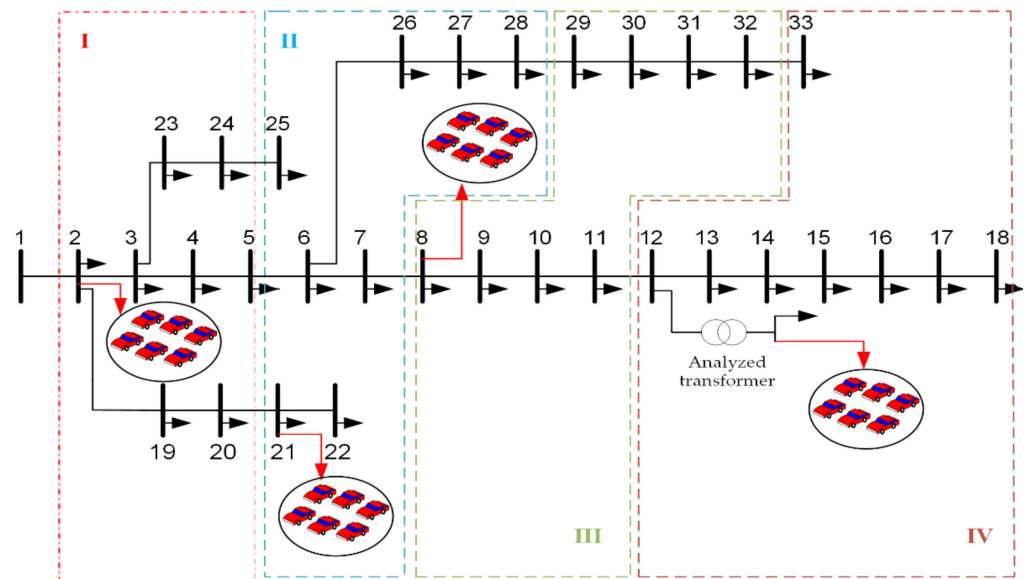 I
II
26 27 28 29 30 31 32 33
23 24 25
1 2 3 4 5 6 7 8 9 10 11 12 13 14 15 16 17 18
Analyzed
transformer
19 20 21 22
III
IV